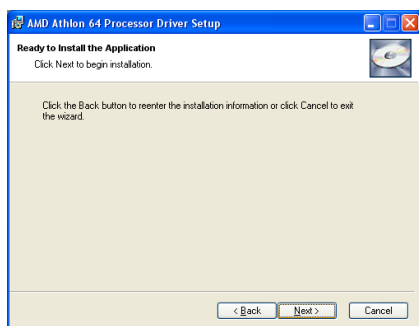 AMD Athlon 64 Processor Driver Setup
Ready to Install the Application
Click Next to begin installation.
Click the Back button to reenter the installation information or click Cancel to exit
the wizard.
< Back
Next >
Cancel